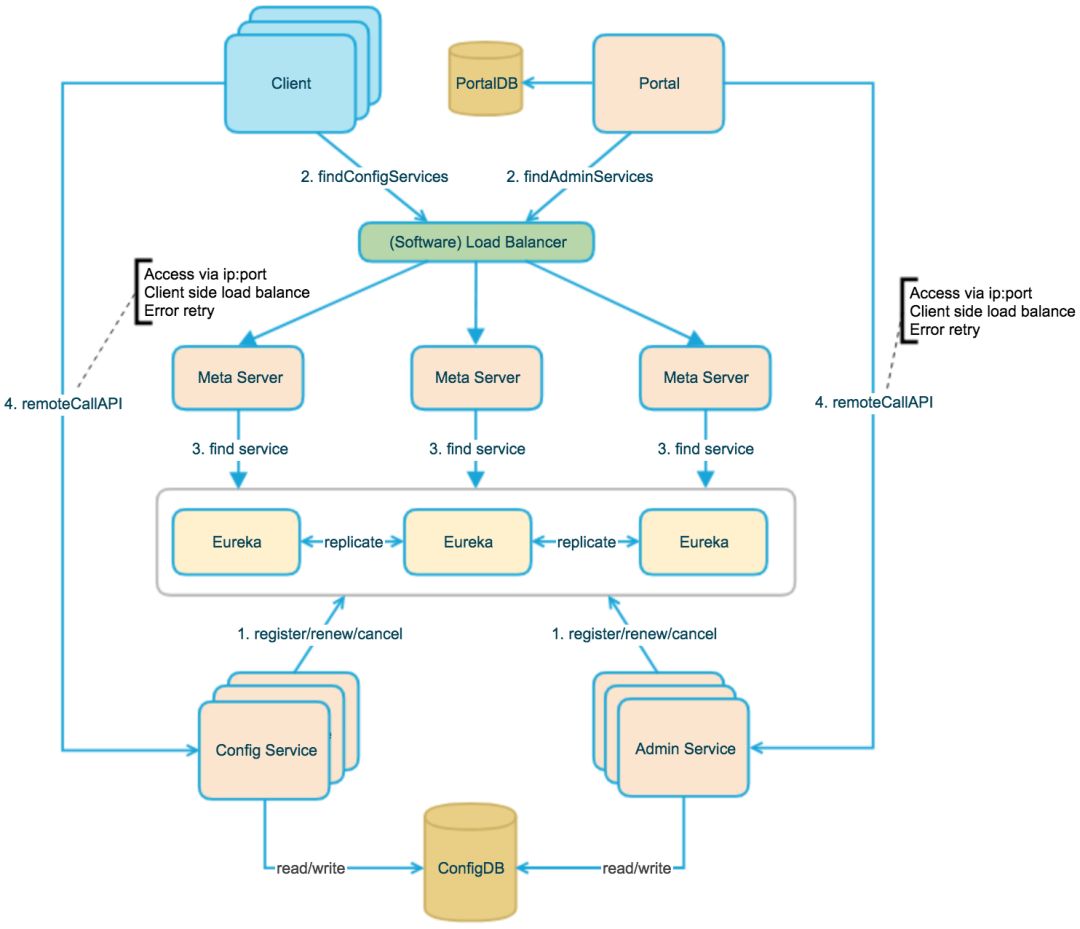 Client
PortalDB
Portal
2. findConfigServices
2. findAdminServices
(Software) Load Balancer
Access via ip:port
Client side load balance
Error retry
Access via ip:port
Client side load balance
Error retry
Meta Server
Meta Server
Meta Server
4. remoteCallAPI
4. remoteCallAPI
3. find service
3. find service
3. find service
Eureka
replicate
Eureka
replicate
Eureka
1. register/renew/cancel
1. register/renew/cancel
Config Service
Admin Service
read/write
ConfigDB
read/write